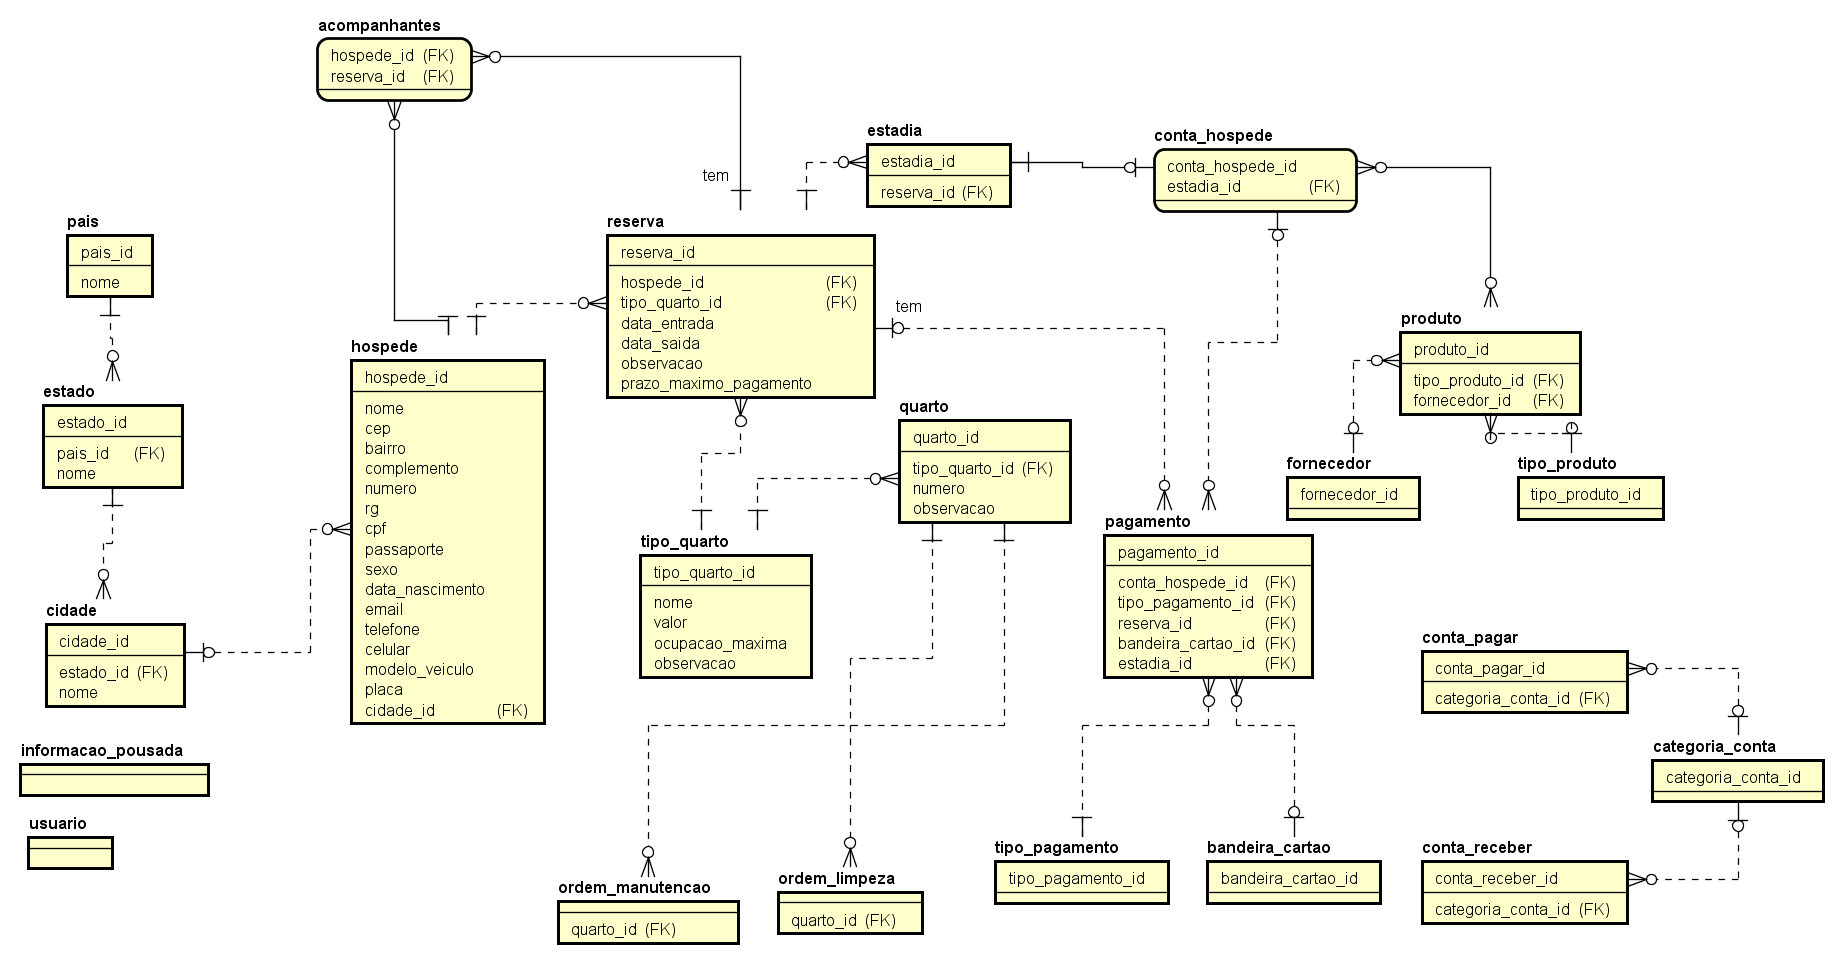 acompanhantes
hospede_id (FK)
reserva_id (FK)
tem
estadia
estadia_id
reserva_id (FK)
conta_hospede
conta_hospede_id
estadia_id (FK)
pais
pais_id
nome
reserva
reserva_id
hospede_id (FK)
tipo_quarto_id (FK)
data_entrada
data_saida
observacao
prazo_maximo_pagamento
tem
produto
produto_id
tipo_produto_id (FK)
fornecedor_id (FK)
estado
estado_id
pais_id (FK)
nome
hospede
hospede_id
nome
cep
bairro
complemento
numero
rg
cpf
passaporte
sexo
data_nascimento
email
telefone
celular
modelo_veiculo
placa
cidade_id (FK)
quarto
quarto_id
tipo_quarto_id (FK)
numero
observacao
fornecedor
fornecedor_id
tipo_produto
tipo_produto_id
tipo_quarto
tipo_quarto_id
nome
valor
ocupacao_maxima
observacao
pagamento
pagamento_id
conta_hospede_id (FK)
tipo_pagamento_id (FK)
reserva_id (FK)
bandeira_cartao_id (FK)
estadia_id (FK)
cidade
cidade_id
estado_id (FK)
nome
conta_pagar
conta_pagar_id
categoria_conta_id (FK)
informacao_pousada
categoria_conta
categoria_conta_id
usuario
ordem_manutencao
quarto_id (FK)
ordem_limpeza
quarto_id (FK)
tipo_pagamento
tipo_pagamento_id
bandeira_cartao
bandeira_cartao_id
conta_receber
conta_receber_id
categoria_conta_id (FK)